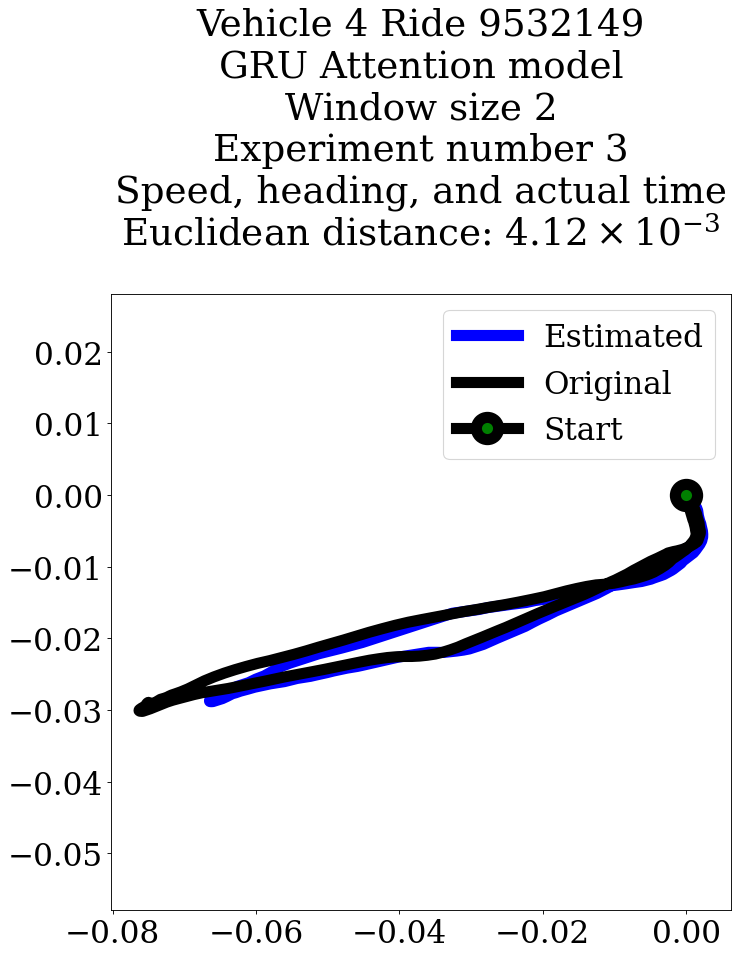 Vehicle 4 Ride 9532149
GRU Attention model
Window size 2
Experiment number 3
Speed, heading, and actual time
Euclidean distance: 4.12 × 10⁻³
Estimated
Original
Start
0.02
0.01
0.00
−0.01
−0.02
−0.03
−0.04
−0.05
−0.08 −0.06 −0.04 −0.02 0.00